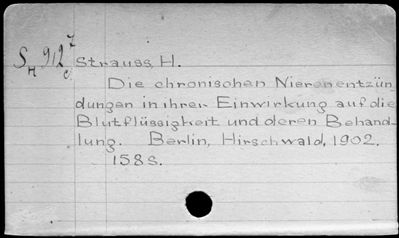 S 912 7 Strauss, H.
Die chronischen Nierenentzün-
dungen in ihrer Einwirkung auf die
Blutflüssigkeit und deren Behand-
lung. Berlin, Hirschwald, 1902.
158 S.